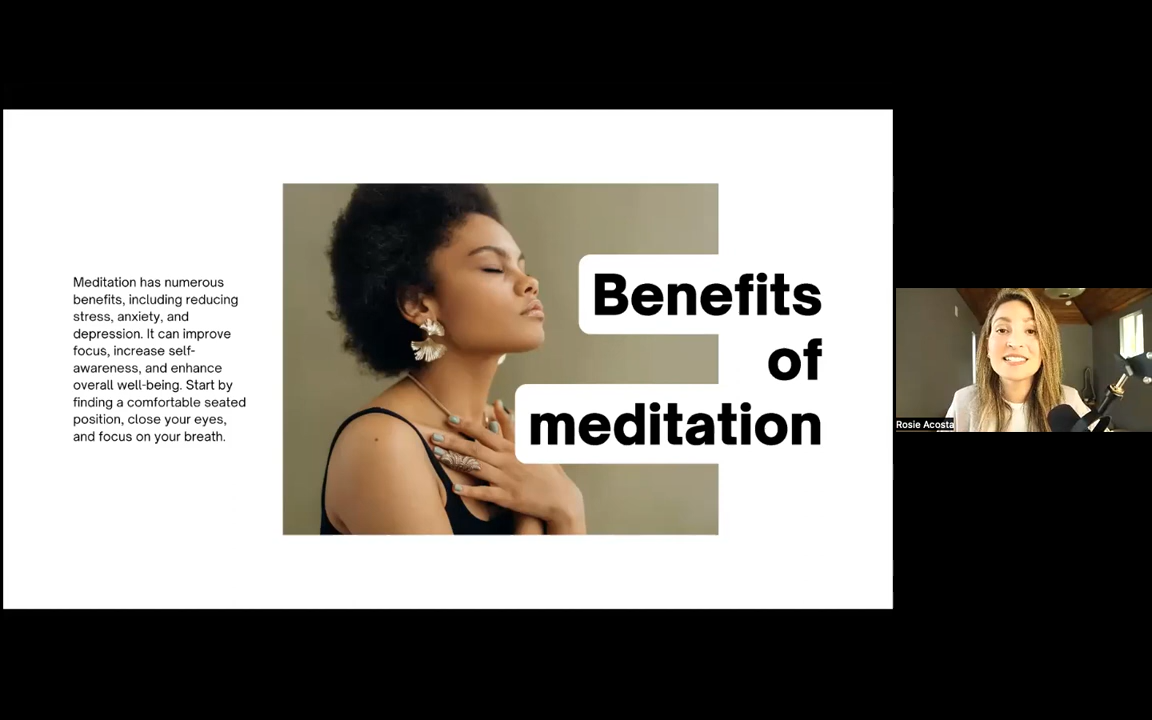 Meditation has numerous
benefits, including reducing
stress, anxiety, and
depression. It can improve
focus, increase self-
awareness, and enhance
overall well-being. Start by
finding a comfortable seated
position, close your eyes,
and focus on your breath.
Benefits
of
meditation
Rosie Acosta